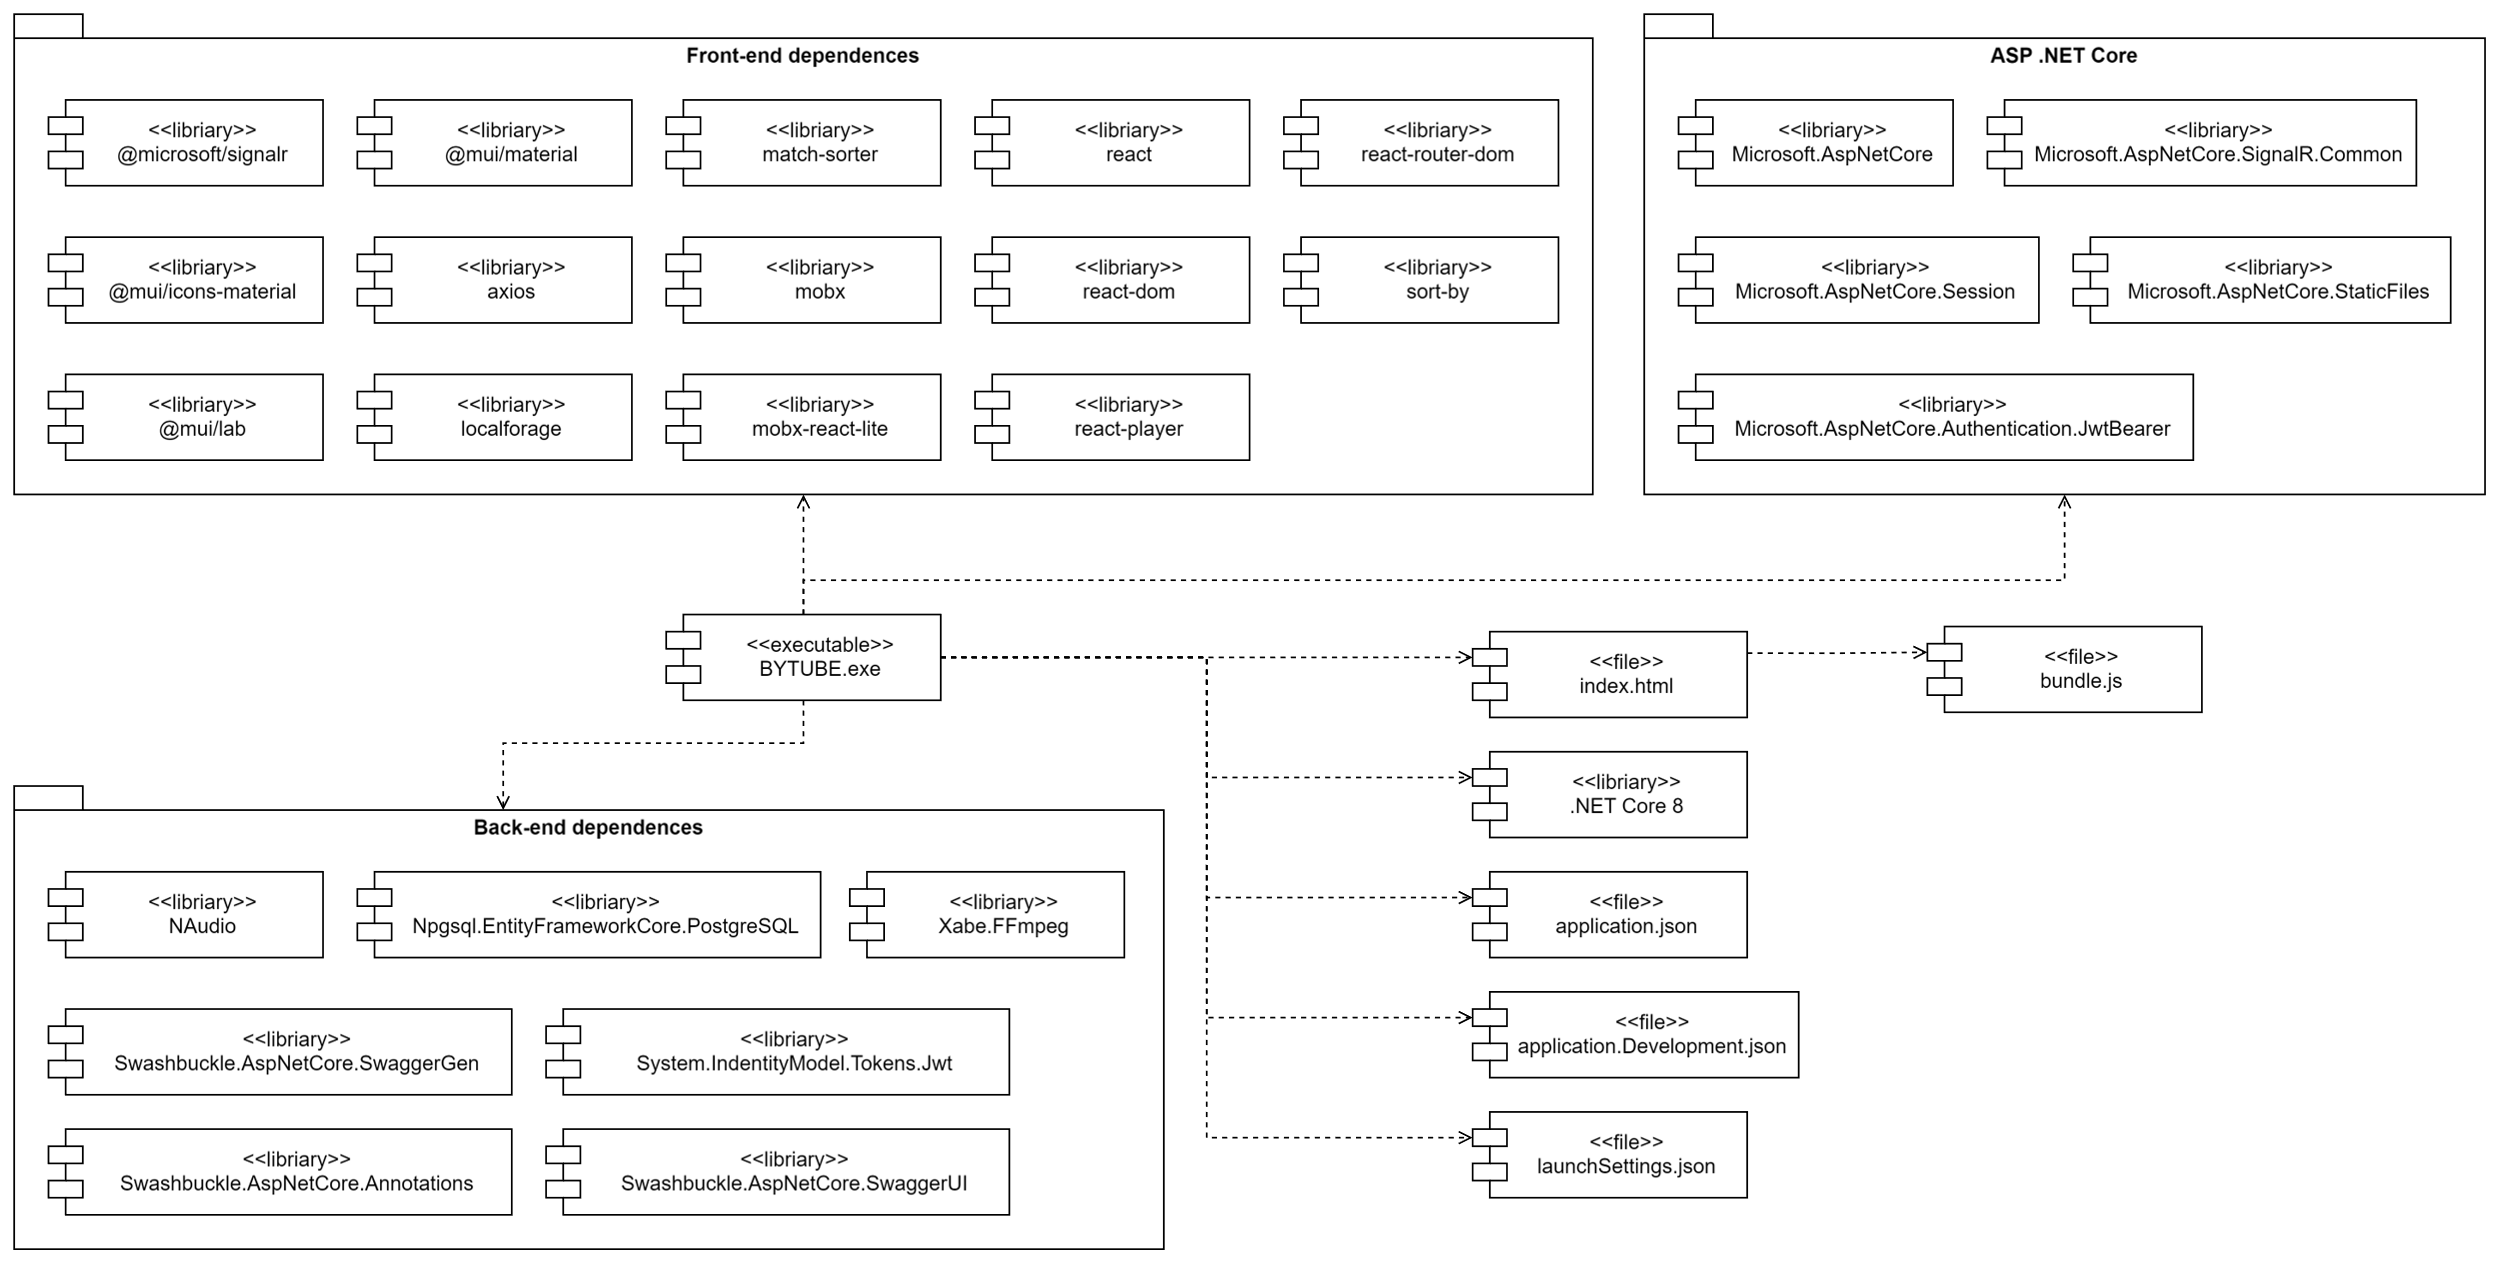 Front-end dependences
<<libriary>>
@microsoft/signalr
<<libriary>>
@mui/material
<<libriary>>
match-sorter
<<libriary>>
react
<<libriary>>
react-router-dom
<<libriary>>
@mui/icons-material
<<libriary>>
axios
<<libriary>>
mobx
<<libriary>>
react-dom
<<libriary>>
sort-by
<<libriary>>
@mui/lab
<<libriary>>
localforage
<<libriary>>
mobx-react-lite
<<libriary>>
react-player
ASP .NET Core
<<libriary>>
Microsoft.AspNetCore
<<libriary>>
Microsoft.AspNetCore.SignalR.Common
<<libriary>>
Microsoft.AspNetCore.Session
<<libriary>>
Microsoft.AspNetCore.StaticFiles
<<libriary>>
Microsoft.AspNetCore.Authentication.JwtBearer
<<executable>>
BYTUBE.exe
<<file>>
index.html
<<file>>
bundle.js
<<libriary>>
.NET Core 8
<<file>>
application.json
<<file>>
application.Development.json
<<file>>
launchSettings.json
Back-end dependences
<<libriary>>
NAudio
<<libriary>>
Npgsql.EntityFrameworkCore.PostgreSQL
<<libriary>>
Xabe.FFmpeg
<<libriary>>
Swashbuckle.AspNetCore.SwaggerGen
<<libriary>>
System.IndentityModel.Tokens.Jwt
<<libriary>>
Swashbuckle.AspNetCore.Annotations
<<libriary>>
Swashbuckle.AspNetCore.SwaggerUI